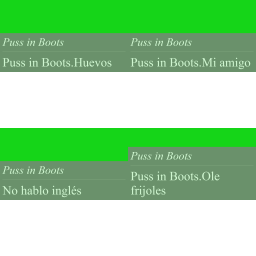 Puss in Boots
Puss in Boots.Huevos
Puss in Boots
Puss in Boots.Mi amigo
Puss in Boots
No hablo inglés
Puss in Boots
Puss in Boots.Ole
frijoles